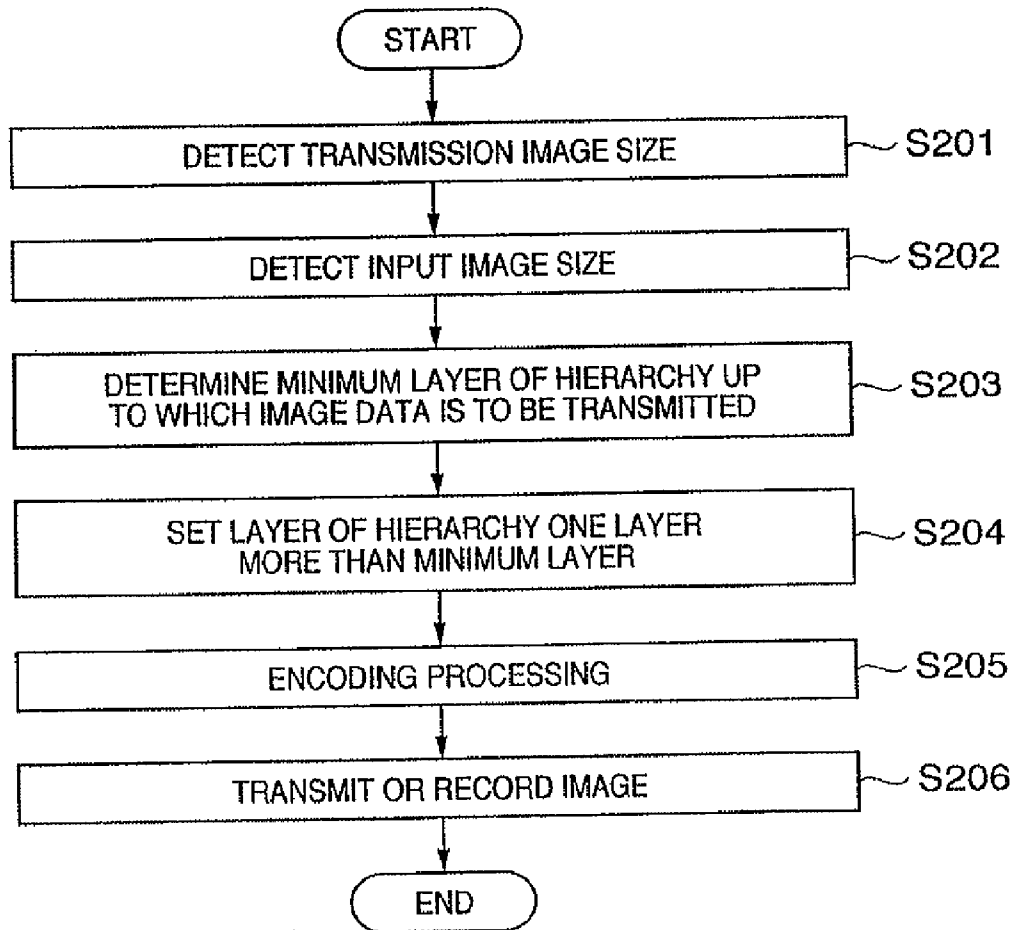 START
DETECT TRANSMISSION IMAGE SIZE
S201
DETECT INPUT IMAGE SIZE
S202
DETERMINE MINIMUM LAYER OF HIERARCHY UP
TO WHICH IMAGE DATA IS TO BE TRANSMITTED
S203
SET LAYER OF HIERARCHY ONE LAYER
MORE THAN MINIMUM LAYER
S204
ENCODING PROCESSING
S205
TRANSMIT OR RECORD IMAGE
S206
END